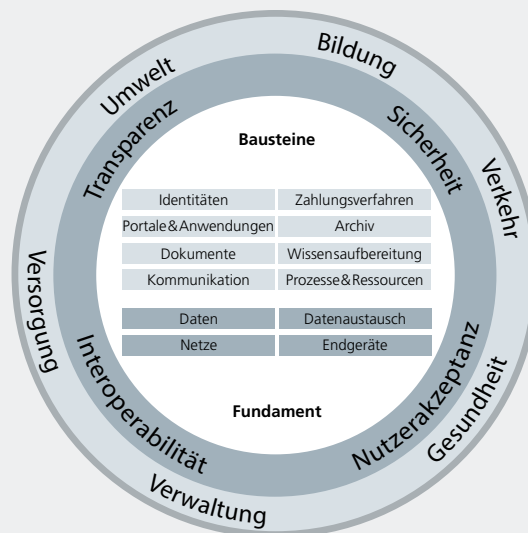 Bildung
Umwelt
Verkehr
Versorgung
Gesundheit
Verwaltung
Transparenz
Sicherheit
Interoperabilität
Nutzerakzeptanz
Bausteine
Identitäten Zahlungsverfahren
Portale&Anwendungen Archiv
Dokumente Wissensaufbereitung
Kommunikation Prozesse&Ressourcen
Daten Datenaustausch
Netze Endgeräte
Fundament